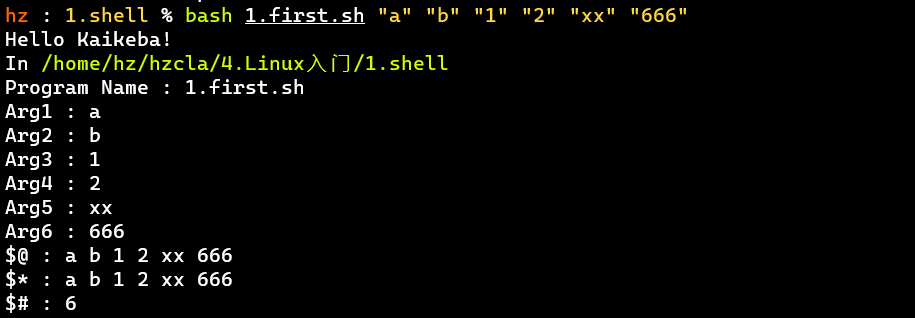 hz : 1.shell % bash 1.first.sh "a" "b" "1" "2" "xx" "666"
Hello Kaikeba!
In /home/hz/hzcla/4.Linux入门/1.shell
Program Name : 1.first.sh
Arg1 : a
Arg2 : b
Arg3 : 1
Arg4 : 2
Arg5 : xx
Arg6 : 666
$@ : a b 1 2 xx 666
$* : a b 1 2 xx 666
$# : 6